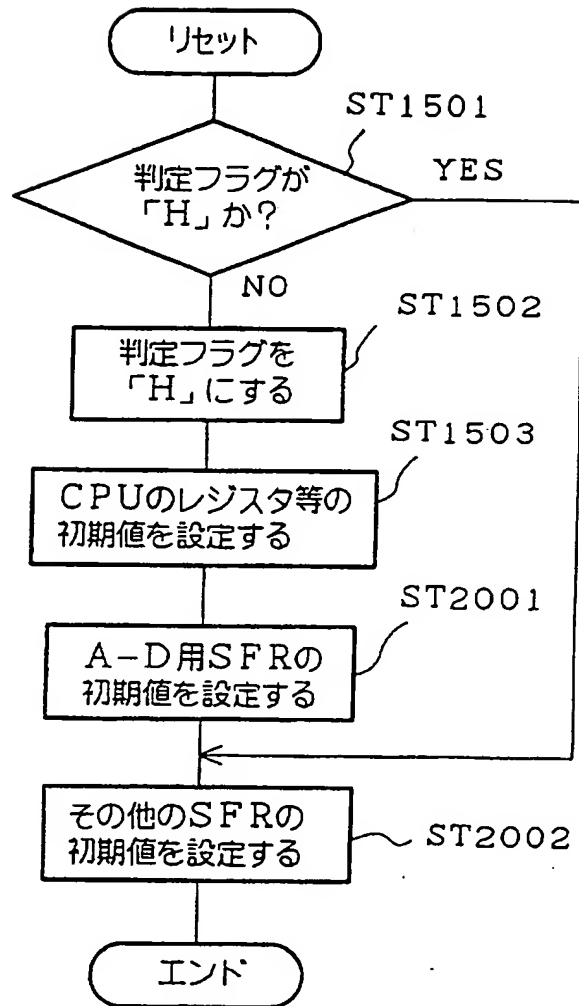 リセット
ST1501
判定フラグが
「H」か?
YES
NO
ST1502
判定フラグを
「H」にする
ST1503
CPUのレジスタ等の
初期値を設定する
ST2001
A-D用SFRの
初期値を設定する
その他のSFRの
初期値を設定する
ST2002
エンド